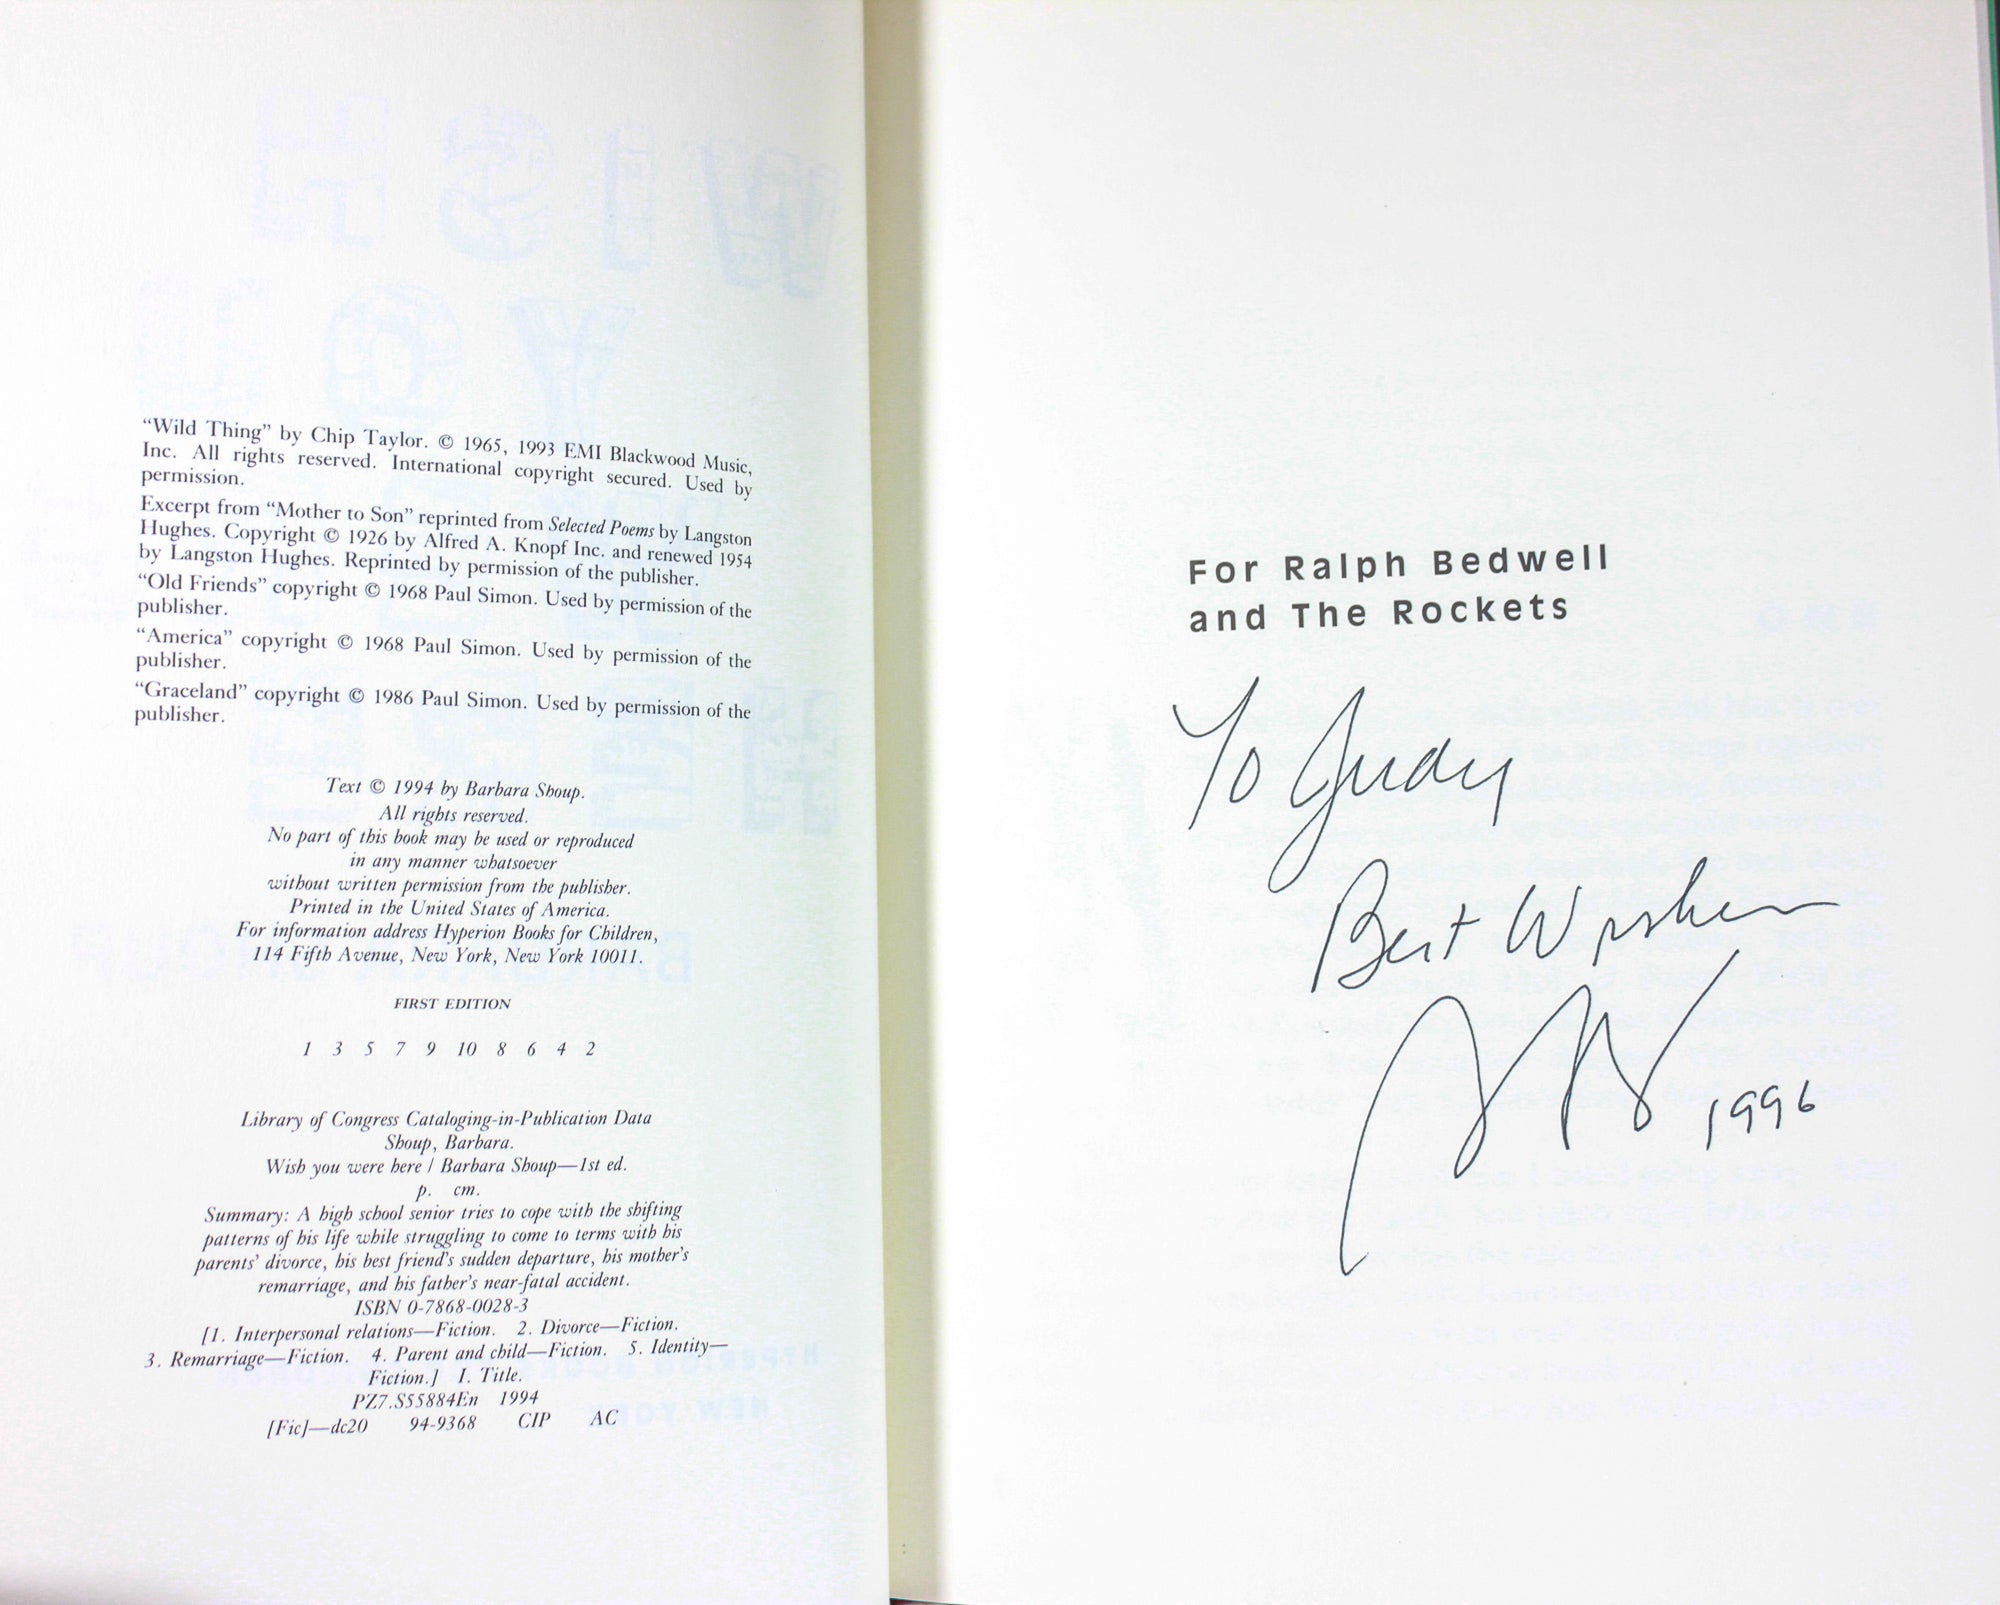 “Wild Thing” by Chip Taylor. © 1965, 1993 EMI Blackwood Music,
Inc. All rights reserved. International copyright secured. Used by
permission.
Excerpt from “Mother to Son” reprinted from Selected Poems by Langston
Hughes. Copyright © 1926 by Alfred A. Knopf Inc. and renewed 1954
by Langston Hughes. Reprinted by permission of the publisher.
“Old Friends” copyright © 1968 Paul Simon. Used by permission of the
publisher.
“America” copyright © 1968 Paul Simon. Used by permission of the
publisher.
“Graceland” copyright © 1986 Paul Simon. Used by permission of the
publisher.
Text © 1994 by Barbara Shoup.
All rights reserved.
No part of this book may be used or reproduced
in any manner whatsoever
without written permission from the publisher.
Printed in the United States of America.
For information address Hyperion Books for Children,
114 Fifth Avenue, New York, New York 10011.
FIRST EDITION
1 3 5 7 9 10 8 6 4 2
Library of Congress Cataloging-in-Publication Data
Shoup, Barbara.
Wish you were here / Barbara Shoup—1st ed.
p. cm.
Summary: A high school senior tries to cope with the shifting
patterns of his life while struggling to come to terms with his
parents’ divorce, his best friend’s sudden departure, his mother’s
remarriage, and his father’s near-fatal accident.
ISBN 0-7868-0028-3
[1. Interpersonal relations—Fiction. 2. Divorce—Fiction.
3. Remarriage—Fiction. 4. Parent and child—Fiction. 5. Identity—
Fiction.] I. Title.
PZ7.S55884En 1994
[Fic]—dc20 94-9368 CIP AC
For Ralph Bedwell
and The Rockets
To Judy
Best Wishes
1996